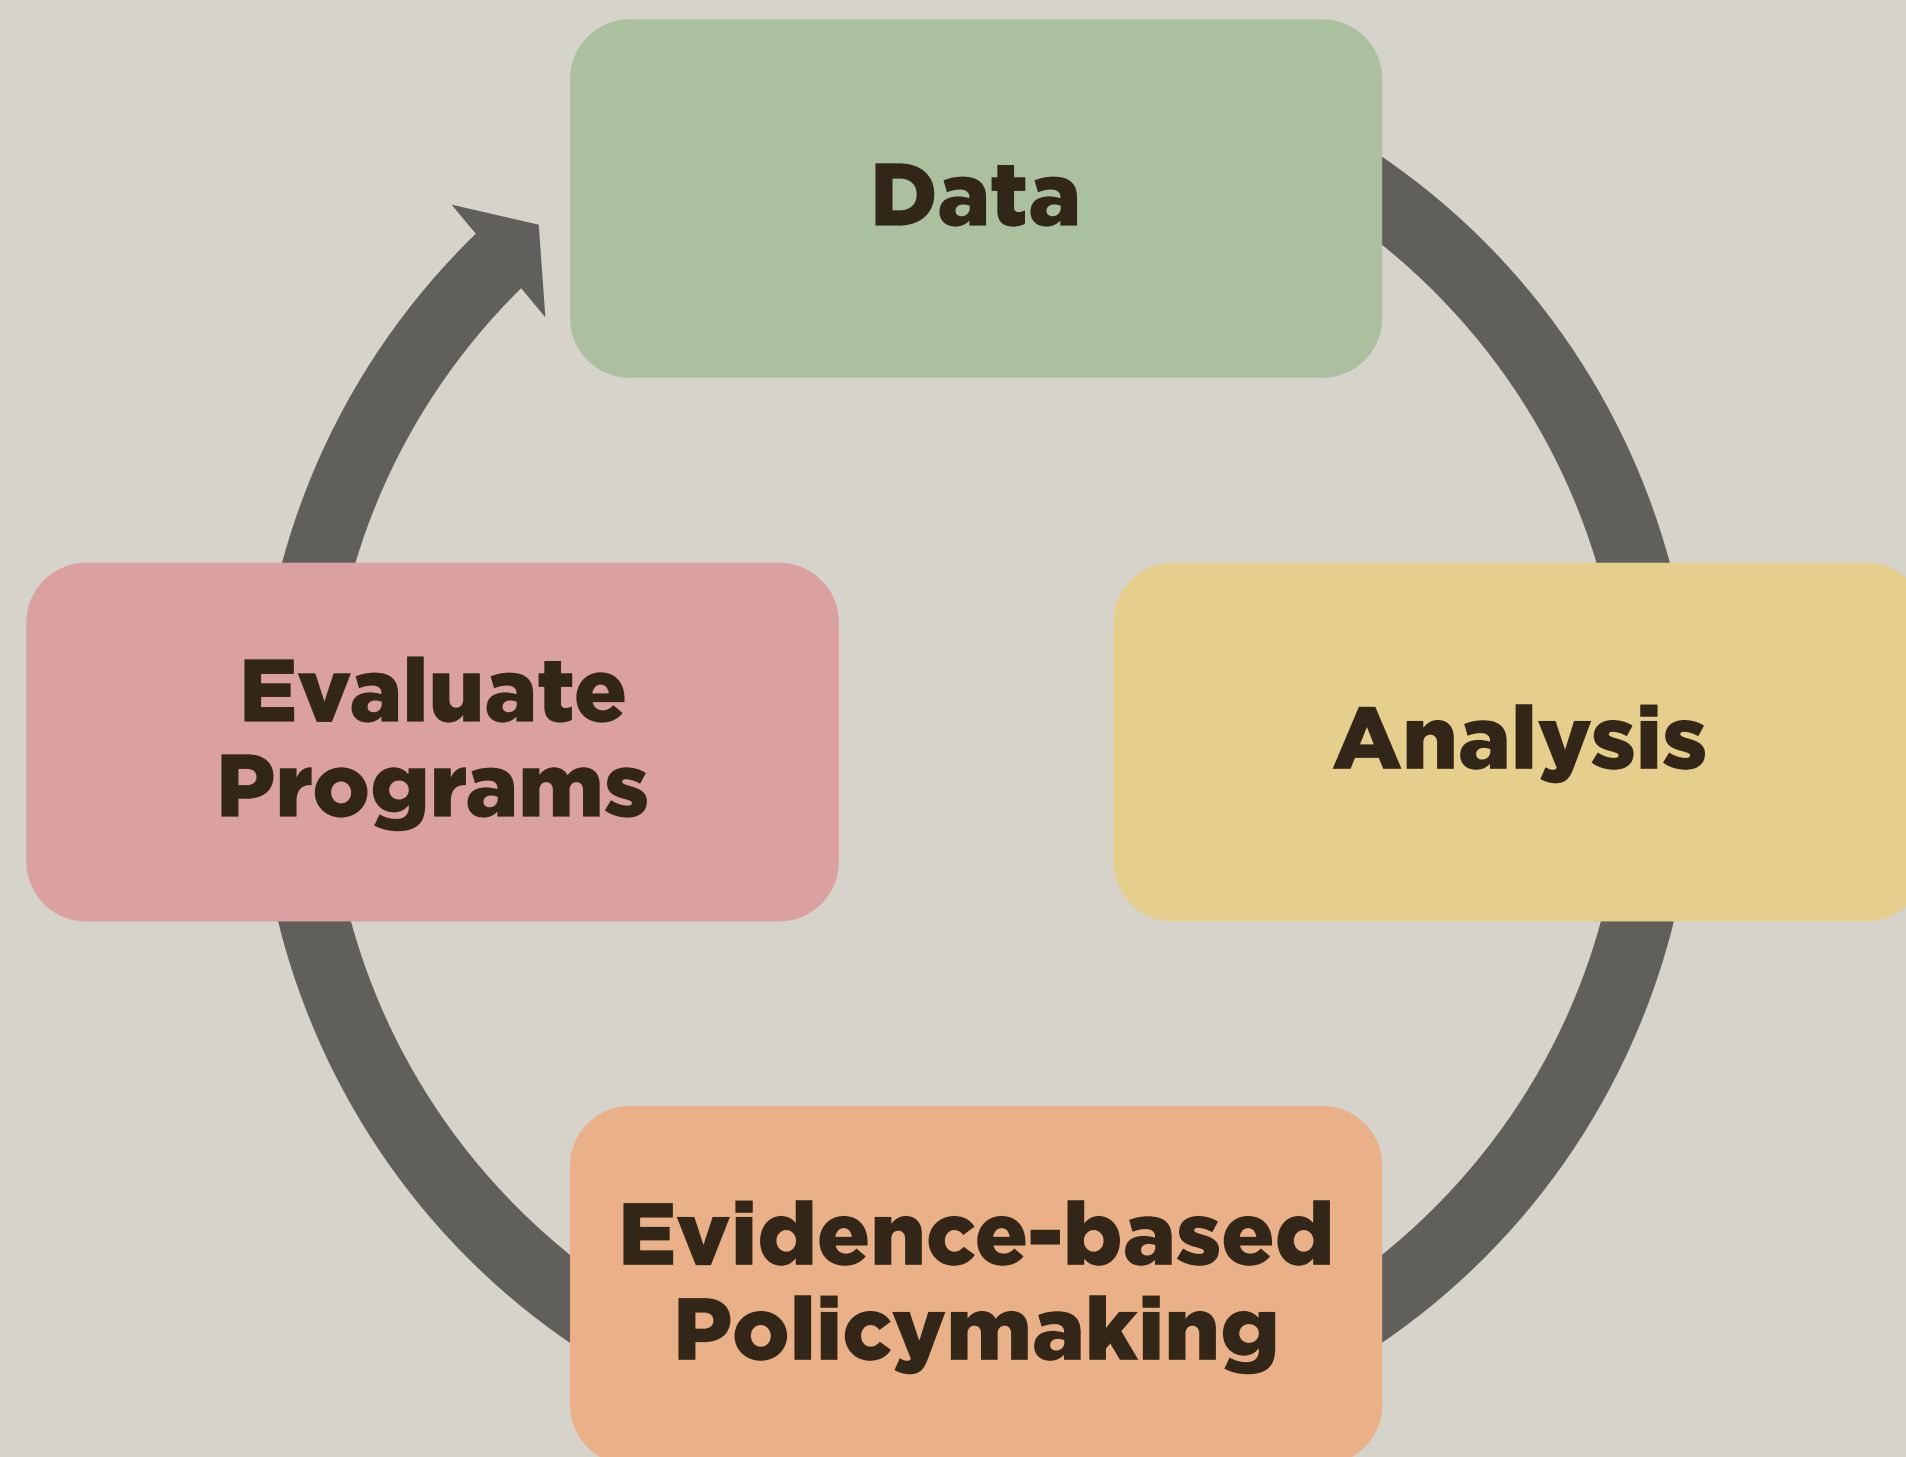 Data
Analysis
Evidence-based
Policymaking
Evaluate
Programs